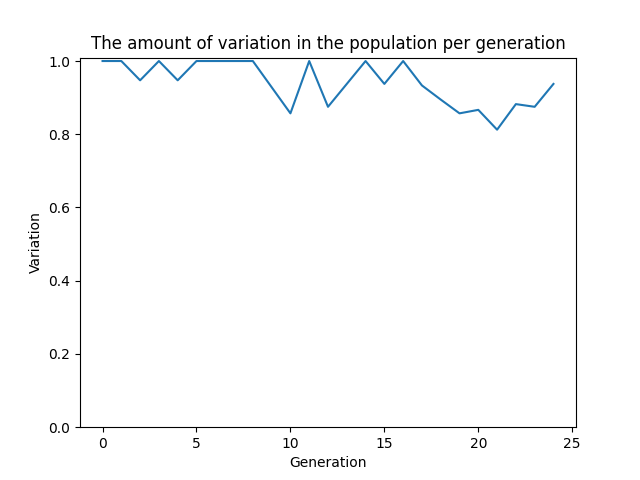 The amount of variation in the population per generation
1.0
0.8
0.6
0.4
0.2
0.0
Variation
0 5 10 15 20 25
Generation